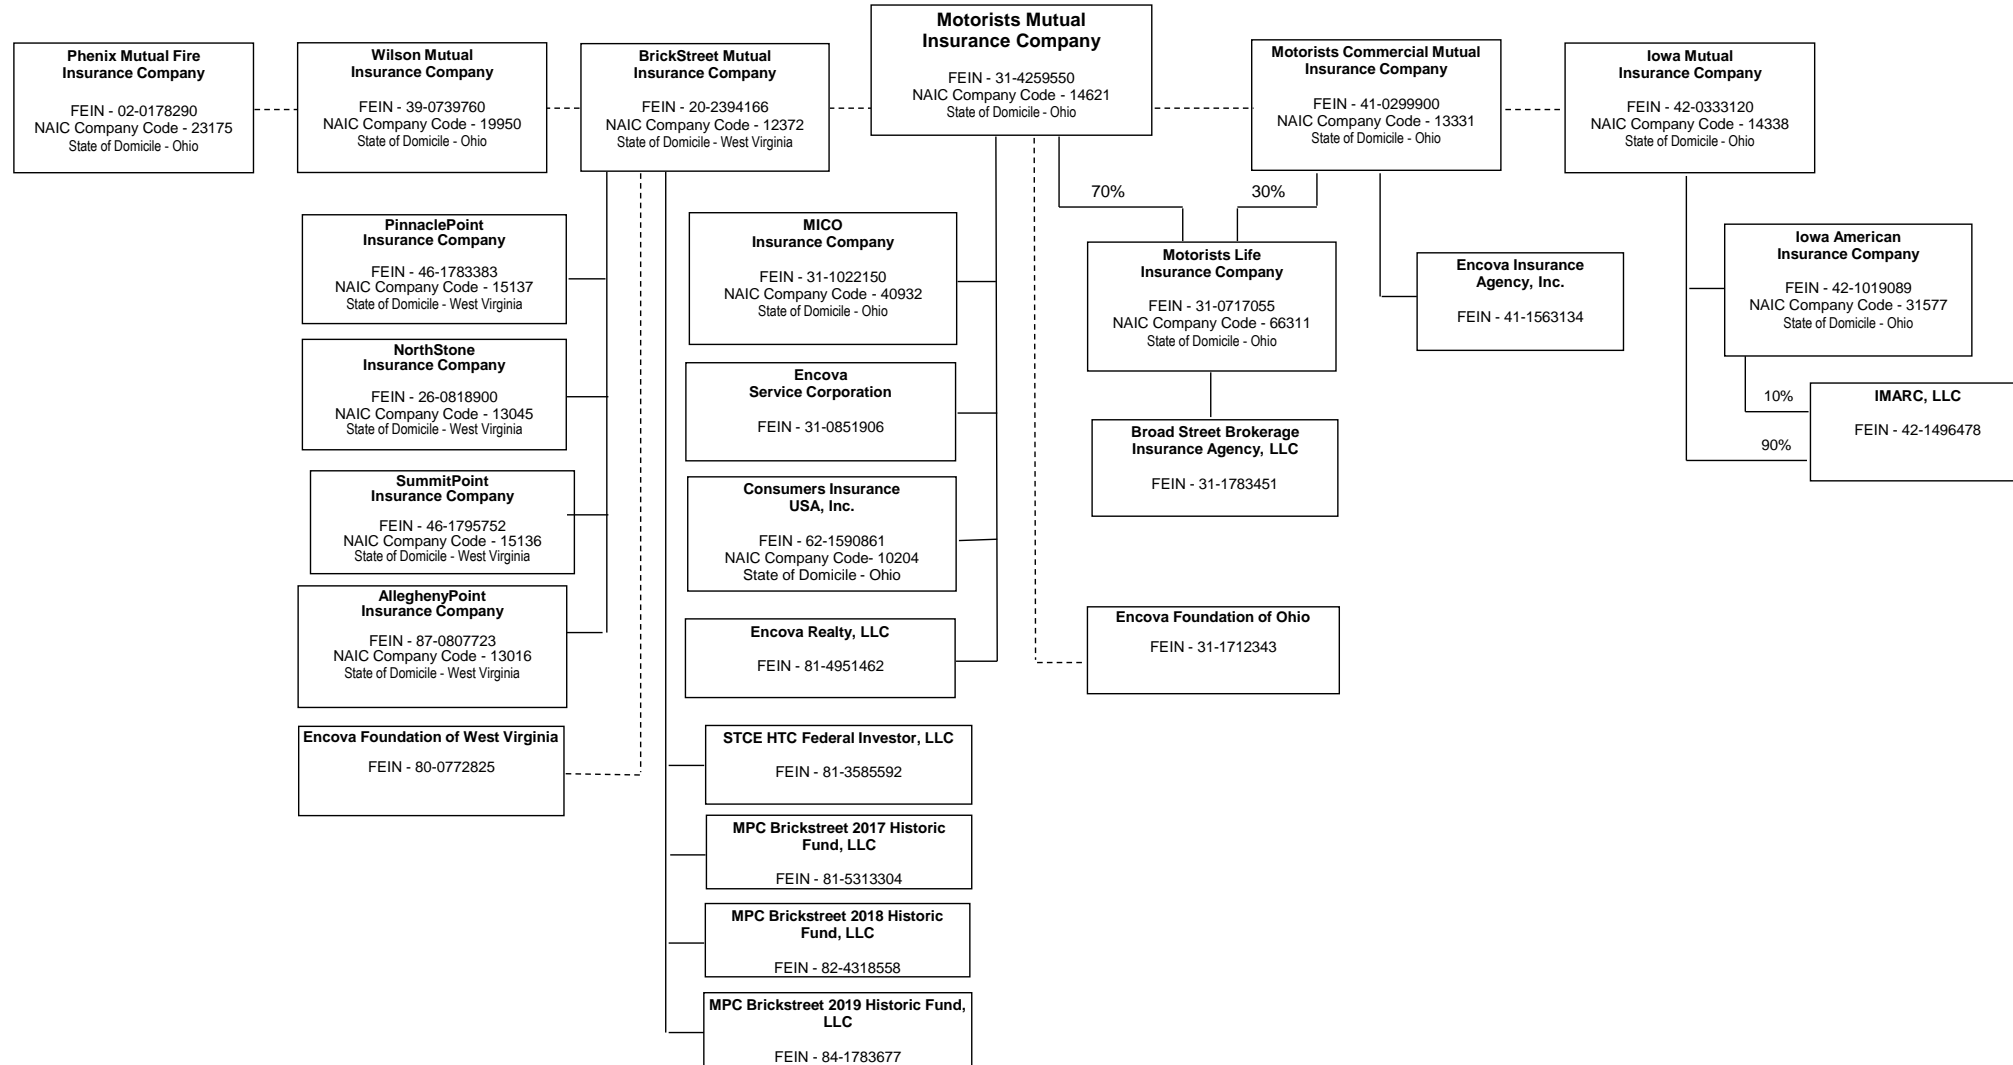 Phenix Mutual Fire
Insurance Company
FEIN - 02-0178290
NAIC Company Code - 23175
State of Domicile - Ohio
Wilson Mutual
Insurance Company
FEIN - 39-0739760
NAIC Company Code - 19950
State of Domicile - Ohio
BrickStreet Mutual
Insurance Company
FEIN - 20-2394166
NAIC Company Code - 12372
State of Domicile - West Virginia
Motorists Mutual
Insurance Company
FEIN - 31-4259550
NAIC Company Code - 14621
State of Domicile - Ohio
Motorists Commercial Mutual
Insurance Company
FEIN - 41-0299900
NAIC Company Code - 13331
State of Domicile - Ohio
Iowa Mutual
Insurance Company
FEIN - 42-0333120
NAIC Company Code - 14338
State of Domicile - Ohio
70%
30%
PinnaclePoint
Insurance Company
FEIN - 46-1783383
NAIC Company Code - 15137
State of Domicile - West Virginia
NorthStone
Insurance Company
FEIN - 26-0818900
NAIC Company Code - 13045
State of Domicile - West Virginia
SummitPoint
Insurance Company
FEIN - 46-1795752
NAIC Company Code - 15136
State of Domicile - West Virginia
AlleghenyPoint
Insurance Company
FEIN - 87-0807723
NAIC Company Code - 13016
State of Domicile - West Virginia
Encova Foundation of West Virginia
FEIN - 80-0772825
MICO
Insurance Company
FEIN - 31-1022150
NAIC Company Code - 40932
State of Domicile - Ohio
Encova
Service Corporation
FEIN - 31-0851906
Consumers Insurance
USA, Inc.
FEIN - 62-1590861
NAIC Company Code- 10204
State of Domicile - Ohio
Encova Realty, LLC
FEIN - 81-4951462
STCE HTC Federal Investor, LLC
FEIN - 81-3585592
MPC Brickstreet 2017 Historic
Fund, LLC
FEIN - 81-5313304
MPC Brickstreet 2018 Historic
Fund, LLC
FEIN - 82-4318558
MPC Brickstreet 2019 Historic Fund,
LLC
FEIN - 84-1783677
Motorists Life
Insurance Company
FEIN - 31-0717055
NAIC Company Code - 66311
State of Domicile - Ohio
Broad Street Brokerage
Insurance Agency, LLC
FEIN - 31-1783451
Encova Foundation of Ohio
FEIN - 31-1712343
Encova Insurance
Agency, Inc.
FEIN - 41-1563134
Iowa American
Insurance Company
FEIN - 42-1019089
NAIC Company Code - 31577
State of Domicile - Ohio
10%
90%
IMARC, LLC
FEIN - 42-1496478